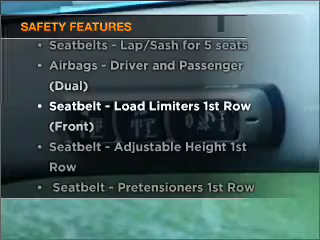 SAFETY FEATURES
• Seatbelts - Lap/Sash for 5 seats
• Airbags - Driver and Passenger
(Dual)
• Seatbelt - Load Limiters 1st Row
(Front)
• Seatbelt - Adjustable Height 1st
Row
• Seatbelt - Pretensioners 1st Row